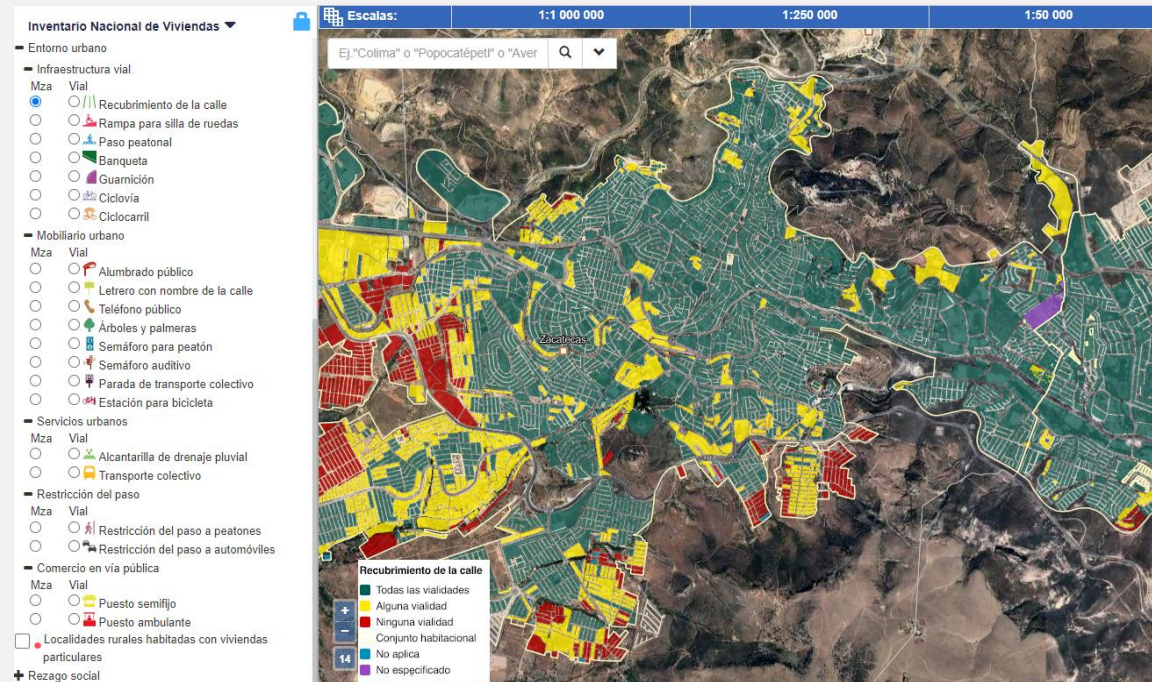 Inventario Nacional de Viviendas
Entorno urbano
Infraestructura vial
Mza Vial
Recubrimiento de la calle
Rampa para silla de ruedas
Paso peatonal
Banqueta
Guarnición
Ciclovía
Ciclocarril
Mobiliario urbano
Mza Vial
Alumbrado público
Letrero con nombre de la calle
Teléfono público
Árboles y palmeras
Semáforo para peatón
Semáforo auditivo
Parada de transporte colectivo
Estación para bicicleta
Servicios urbanos
Mza Vial
Alcantarilla de drenaje pluvial
Transporte colectivo
Restricción del paso
Mza Vial
Restricción del paso a peatones
Restricción del paso a automóviles
Comercio en vía pública
Mza Vial
Puesto semifijo
Puesto ambulante
Localidades rurales habitadas con viviendas
particulares
Rezago social
Escalas: 1:1 000 000 1:250 000 1:50 000
Ej."Colima" o "Popocatépetl" o "Aver
Zacatecas
Recubrimiento de la calle
Todas las vialidades
Alguna vialidad
Ninguna vialidad
Conjunto habitacional
No aplica
No especificado
+
−
14